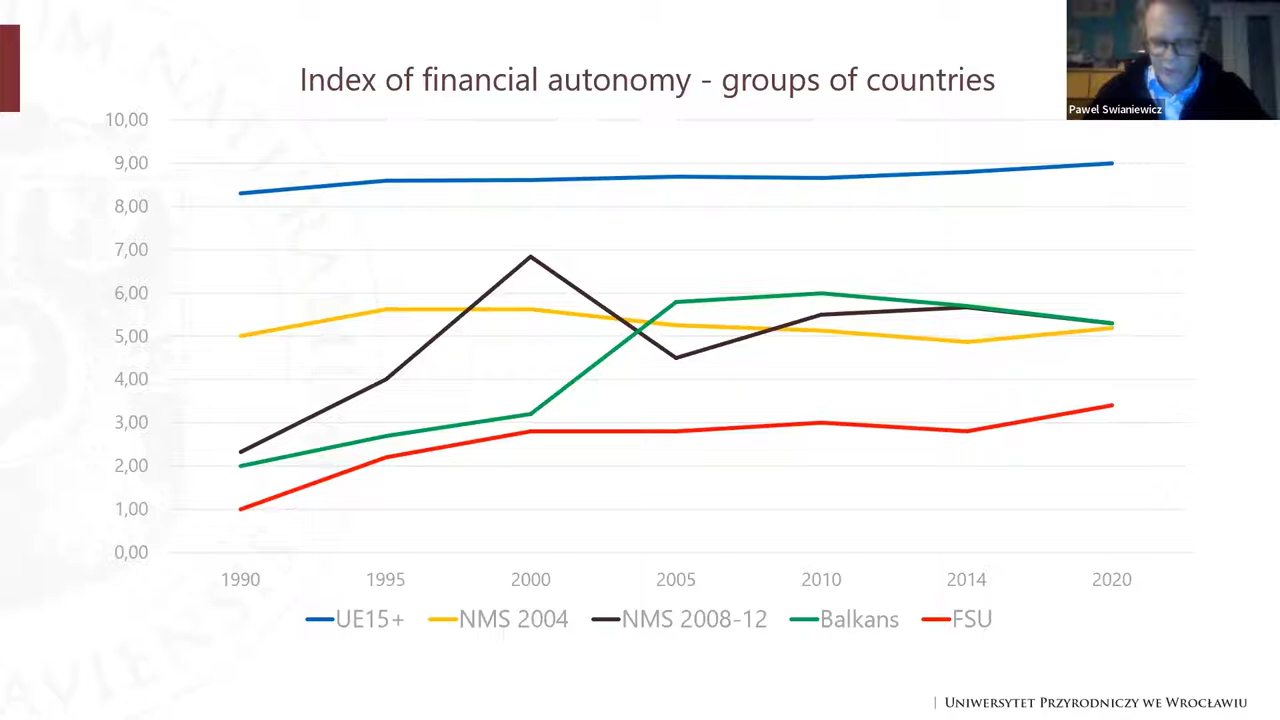 Index of financial autonomy - groups of countries
Pawel Swianiewicz
10,00
9,00
8,00
7,00
6,00
5,00
4,00
3,00
2,00
1,00
0,00
1990 1995 2000 2005 2010 2014 2020
UE15+ NMS 2004 NMS 2008-12 Balkans FSU
Uniwersytet Przyrodniczy we Wrocławiu